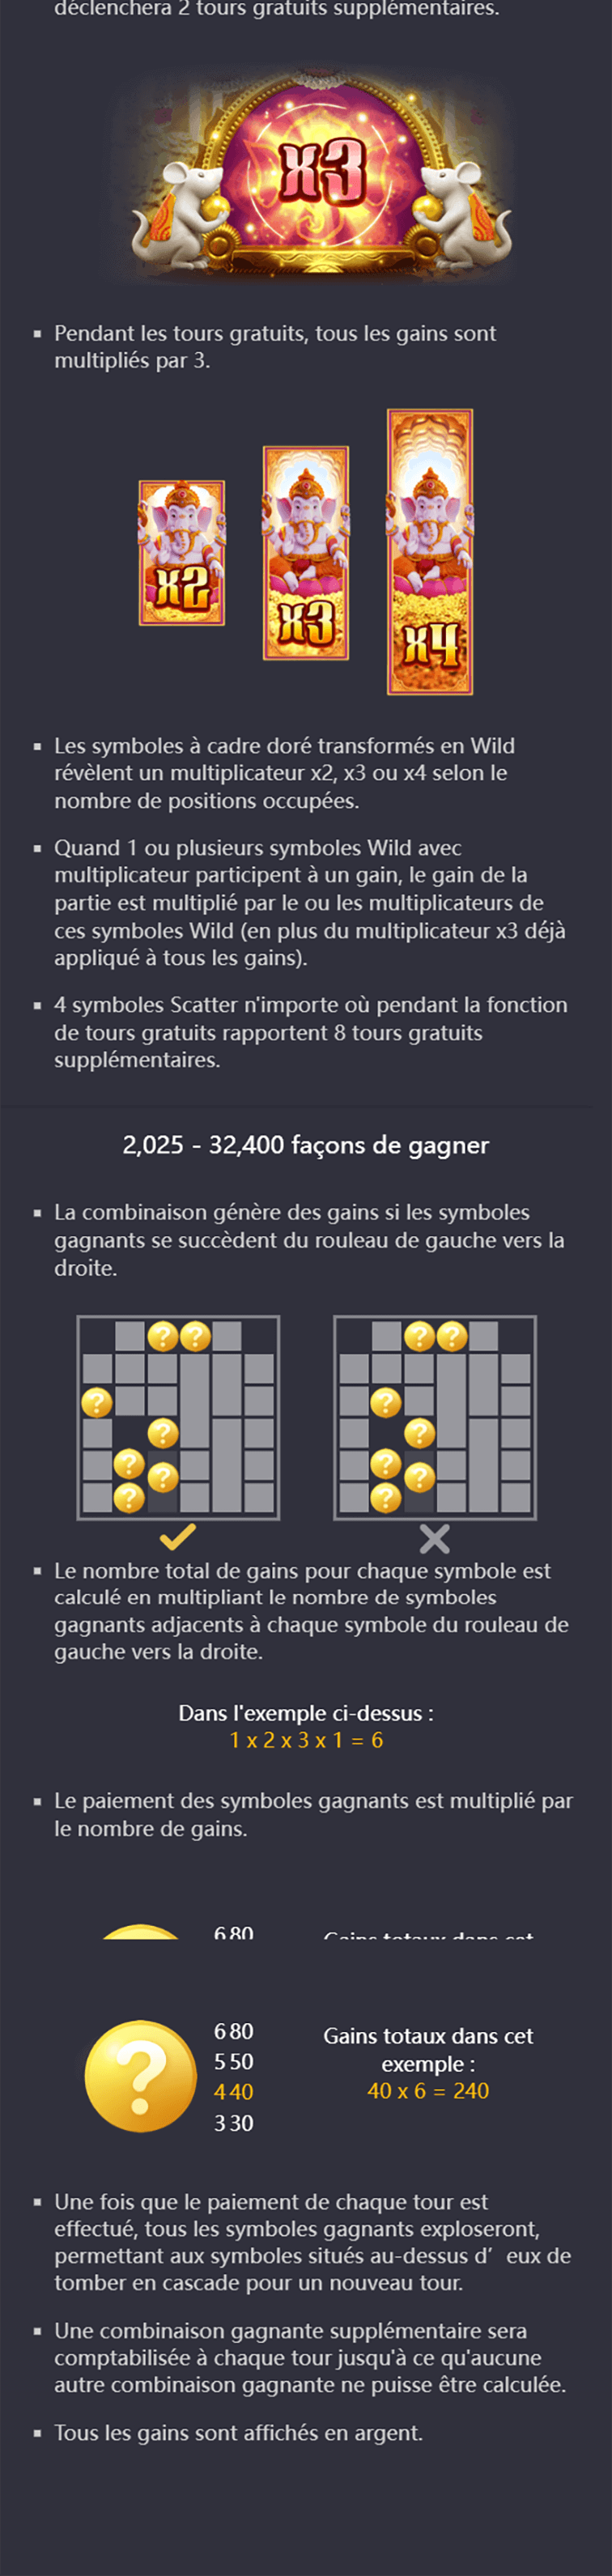 déclenchera 2 tours gratuits supplémentaires.
x3
▪ Pendant les tours gratuits, tous les gains sont
multipliés par 3.
x2
x3
x4
▪ Les symboles à cadre doré transformés en Wild
révèlent un multiplicateur x2, x3 ou x4 selon le
nombre de positions occupées.
▪ Quand 1 ou plusieurs symboles Wild avec
multiplicateur participent à un gain, le gain de la
partie est multiplié par le ou les multiplicateurs de
ces symboles Wild (en plus du multiplicateur x3 déjà
appliqué à tous les gains).
▪ 4 symboles Scatter n'importe où pendant la fonction
de tours gratuits rapportent 8 tours gratuits
supplémentaires.
2,025 - 32,400 façons de gagner
▪ La combinaison génère des gains si les symboles
gagnants se succèdent du rouleau de gauche vers la
droite.
? ? ? ? ? ? ?
? ? ? ? ? ? ?
▪ Le nombre total de gains pour chaque symbole est
calculé en multipliant le nombre de symboles
gagnants adjacents à chaque symbole du rouleau de
gauche vers la droite.
Dans l'exemple ci-dessus :
1 x 2 x 3 x 1 = 6
▪ Le paiement des symboles gagnants est multiplié par
le nombre de gains.
6 80
Gains totaux dans cet
?
6 80
5 50
4 40
3 30
Gains totaux dans cet
exemple :
40 x 6 = 240
▪ Une fois que le paiement de chaque tour est
effectué, tous les symboles gagnants exploseront,
permettant aux symboles situés au-dessus d’ eux de
tomber en cascade pour un nouveau tour.
▪ Une combinaison gagnante supplémentaire sera
comptabilisée à chaque tour jusqu'à ce qu'aucune
autre combinaison gagnante ne puisse être calculée.
▪ Tous les gains sont affichés en argent.